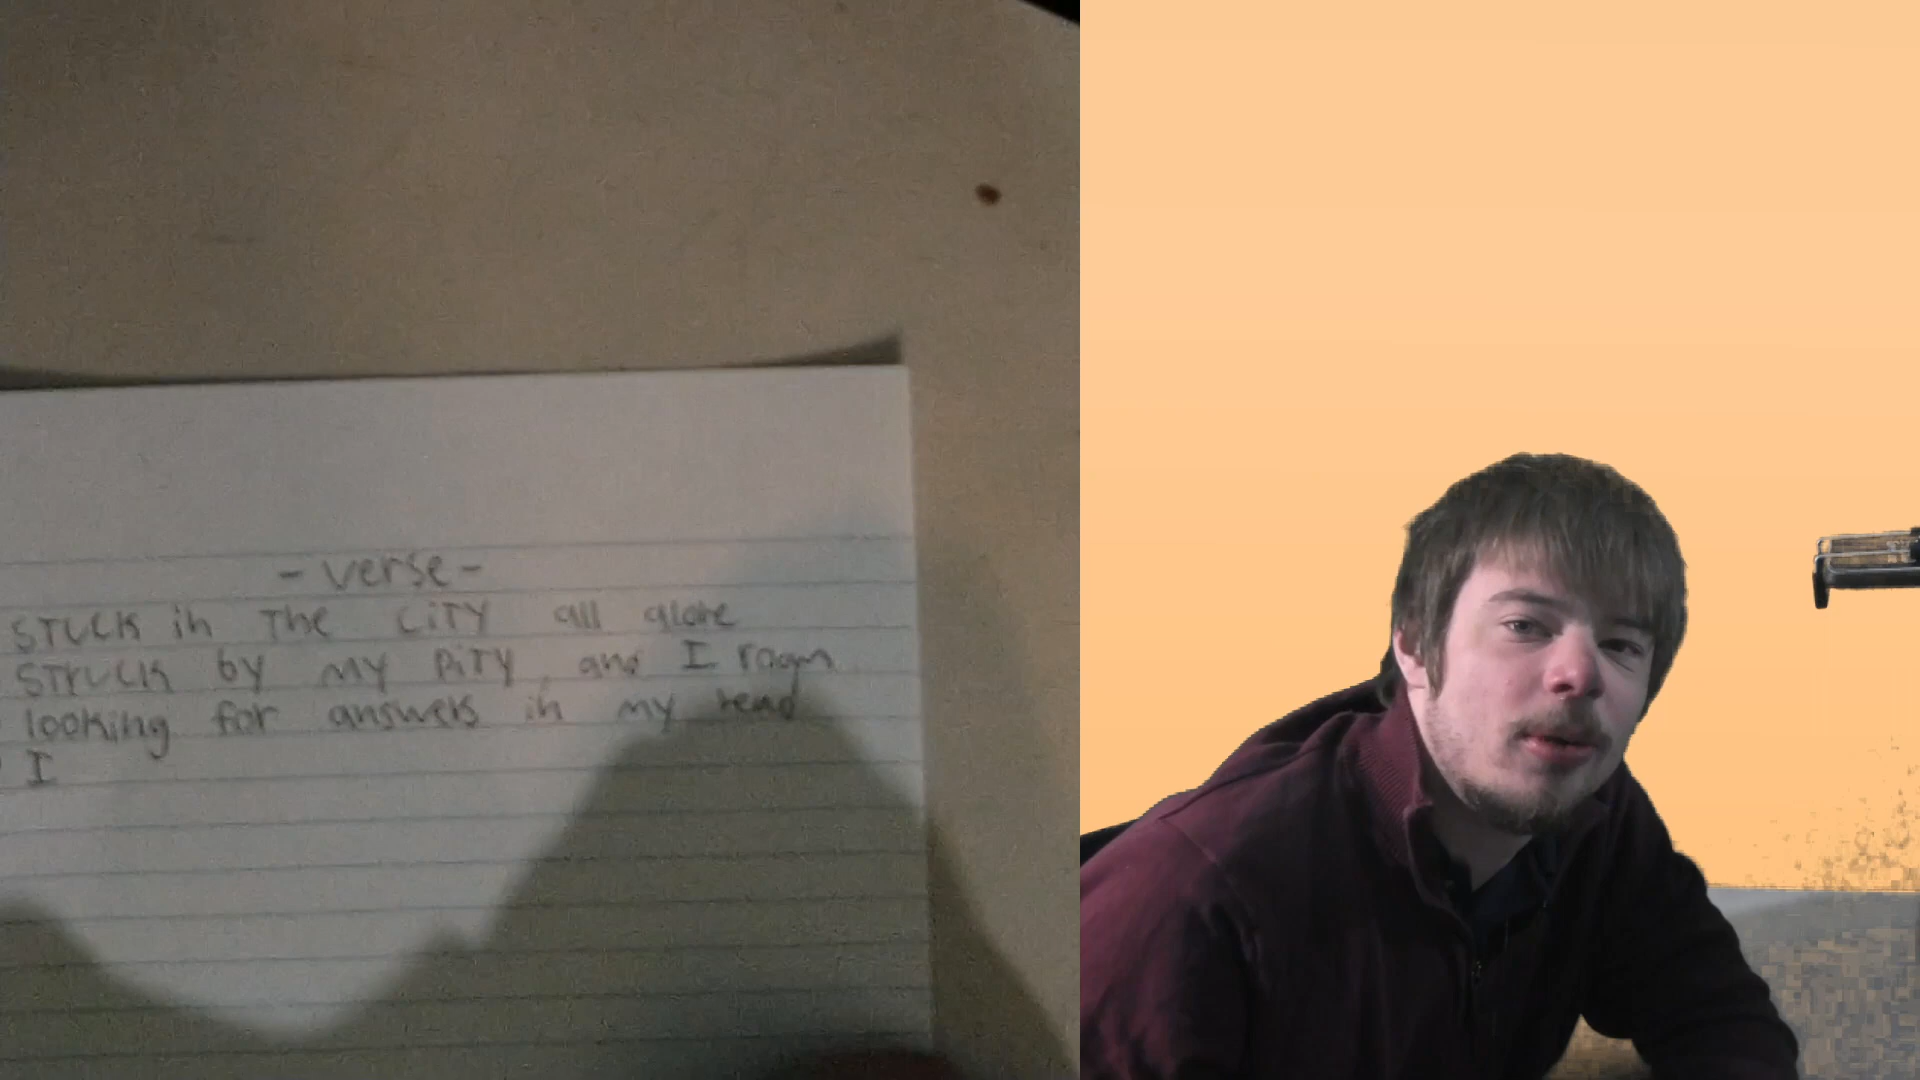 - verse -
STUCK in The CiTY all alone
STrUCK by my PiTY and I roam
looking for answers in my head
I